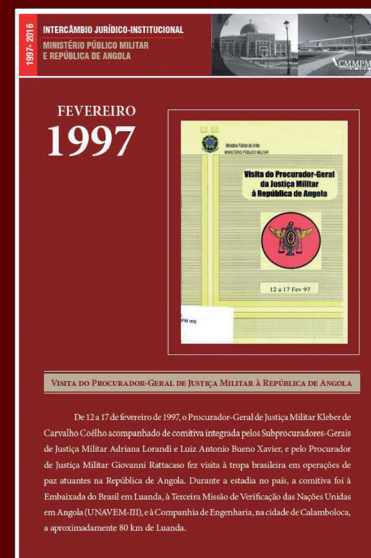 1997- 2016
INTERCÂMBIO JURÍDICO-INSTITUCIONAL
MINISTÉRIO PÚBLICO MILITAR
E REPÚBLICA DE ANGOLA
CMMPM
FEVEREIRO
1997
Ministério Público da União
MINISTÉRIO PÚBLICO MILITAR
Visita do Procurador-Geral
da Justiça Militar
à República de Angola
12 a 17 Fev 97
VISITA DO PROCURADOR-GERAL DE JUSTIÇA MILITAR À REPÚBLICA DE ANGOLA
De 12 a 17 de fevereiro de 1997, o Procurador-Geral de Justiça Militar Kleber de
Carvalho Coêlho acompanhado de comitiva integrada pelos Subprocuradores-Gerais
de Justiça Militar Adriana Lorandi e Luiz Antonio Bueno Xavier, e pelo Procurador
de Justiça Militar Giovanni Rattacaso fez visita à tropa brasileira em operações de
paz atuantes na República de Angola. Durante a estadia no país, a comitiva foi à
Embaixada do Brasil em Luanda, à Terceira Missão de Verificação das Nações Unidas
em Angola (UNAVEM-III), e à Companhia de Engenharia, na cidade de Calamboloca,
a aproximadamente 80 km de Luanda.